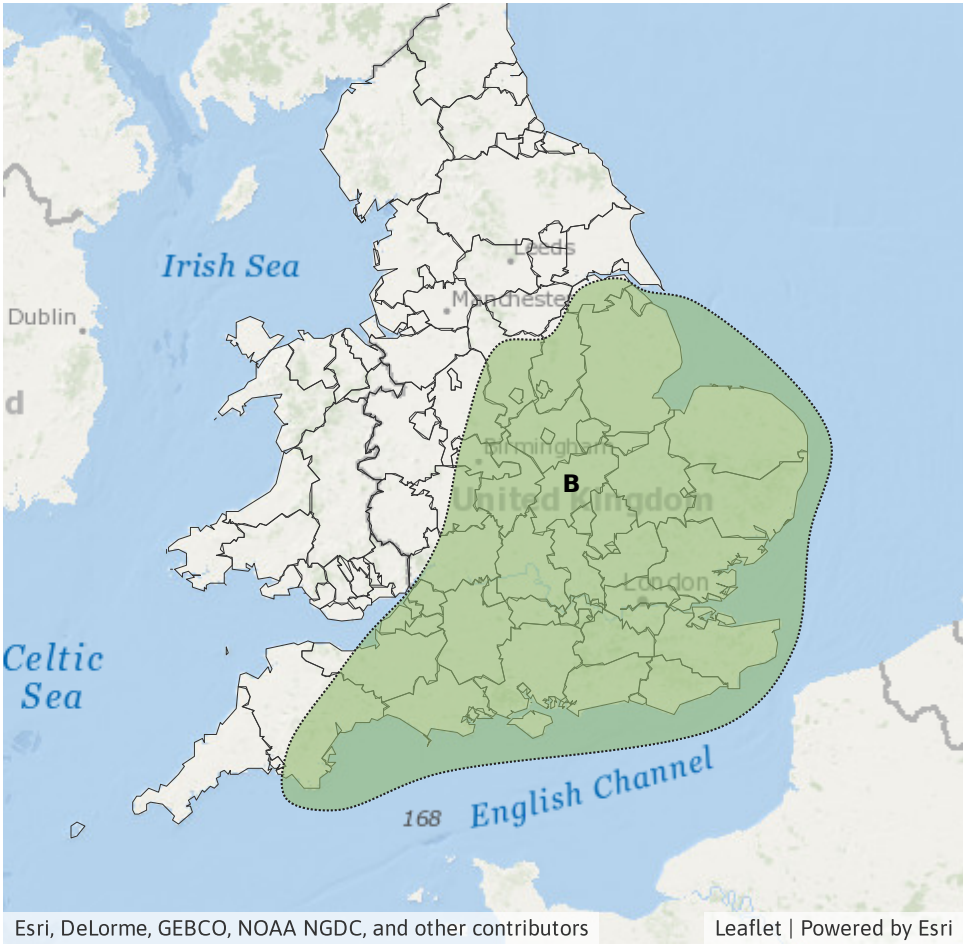 Leeds
Irish Sea
Manchester
Dublin
d
Birmingham
B
United Kingdom
London
Celtic
Sea
English Channel
168
Esri, DeLorme, GEBCO, NOAA NGDC, and other contributors
Leaflet | Powered by Esri